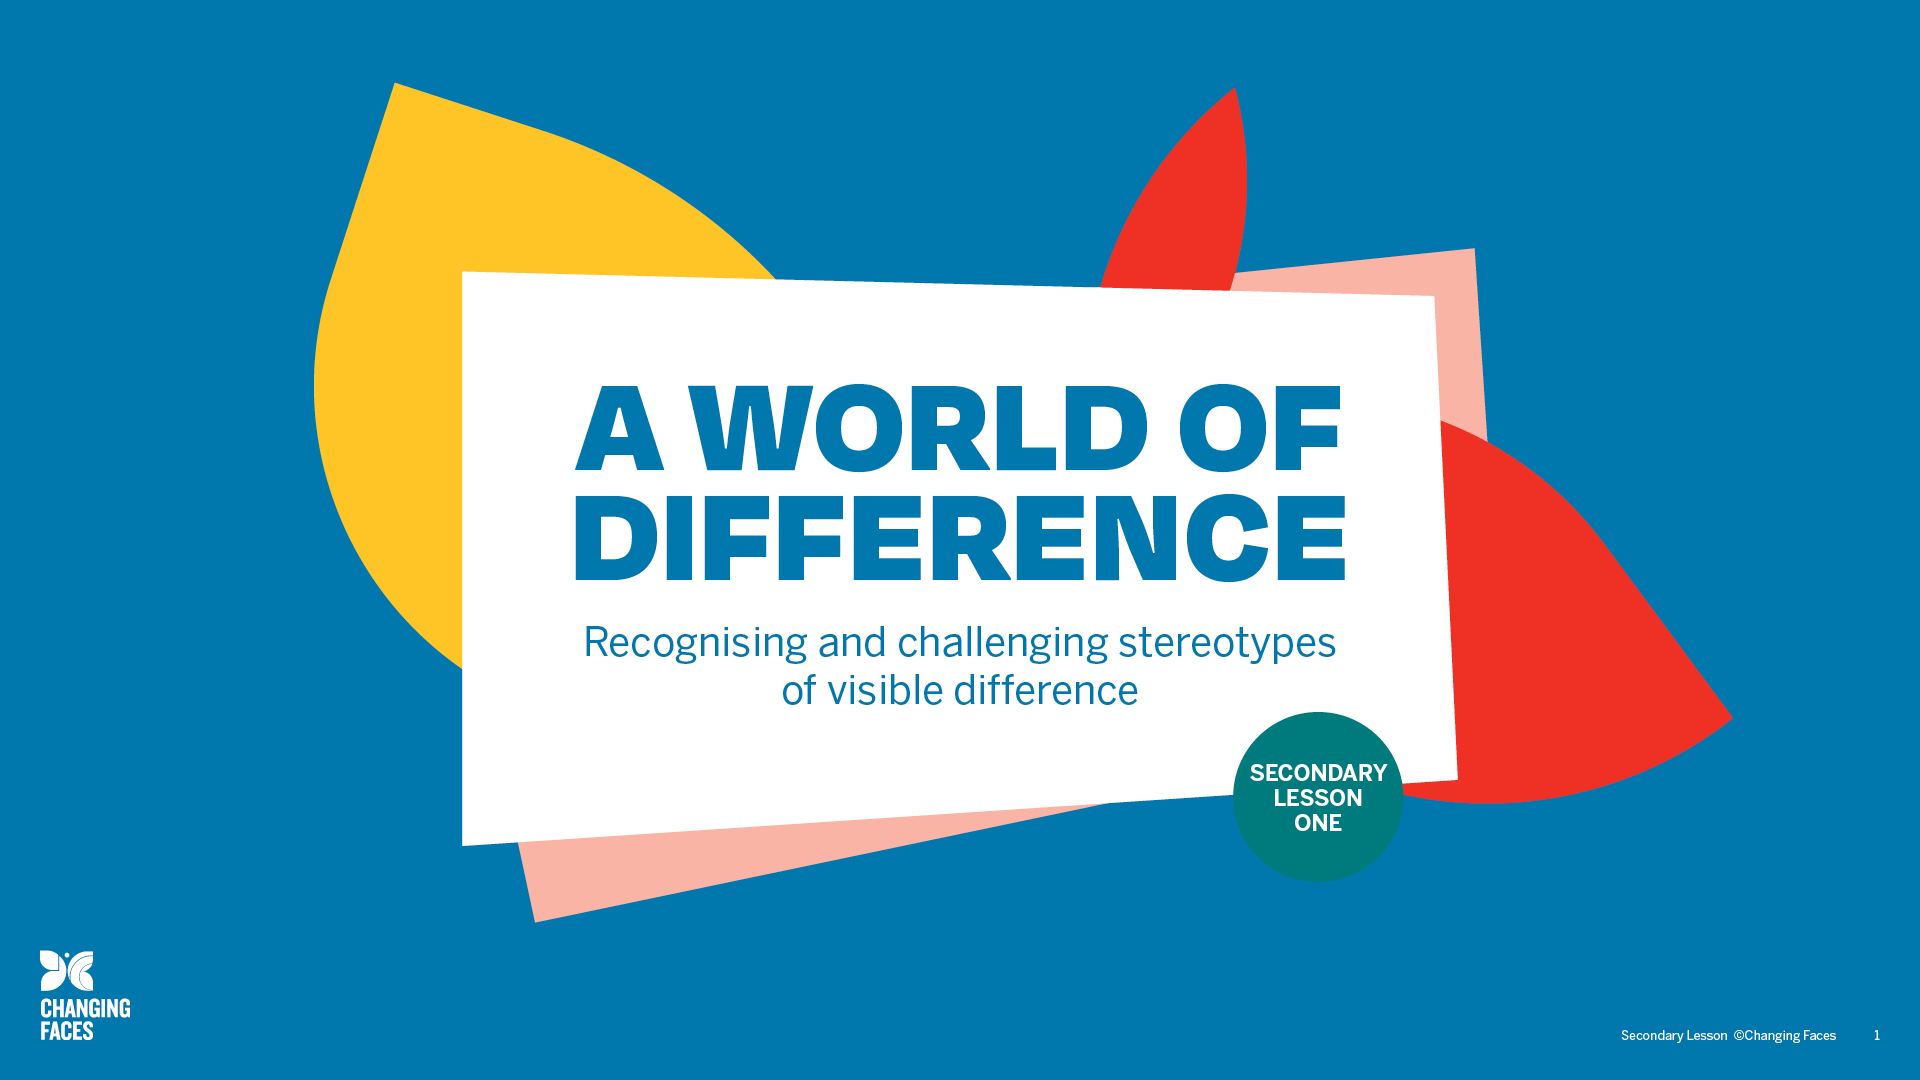 A WORLD OF
DIFFERENCE
Recognising and challenging stereotypes
of visible difference
SECONDARY
LESSON
ONE
CHANGING
FACES
Secondary Lesson ©Changing Faces 1